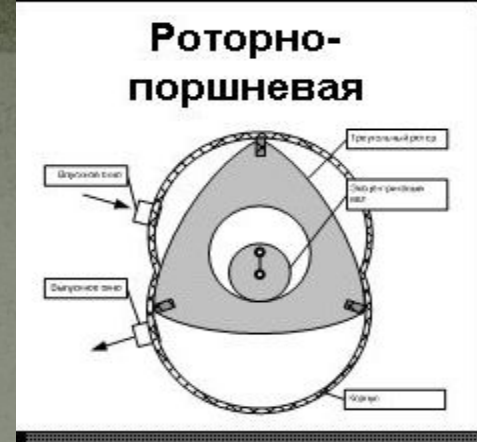 Роторно-
поршневая
Треугольный ротор
Впускное окно
Эксцентриковый
вал
Выпускное окно
Корпус